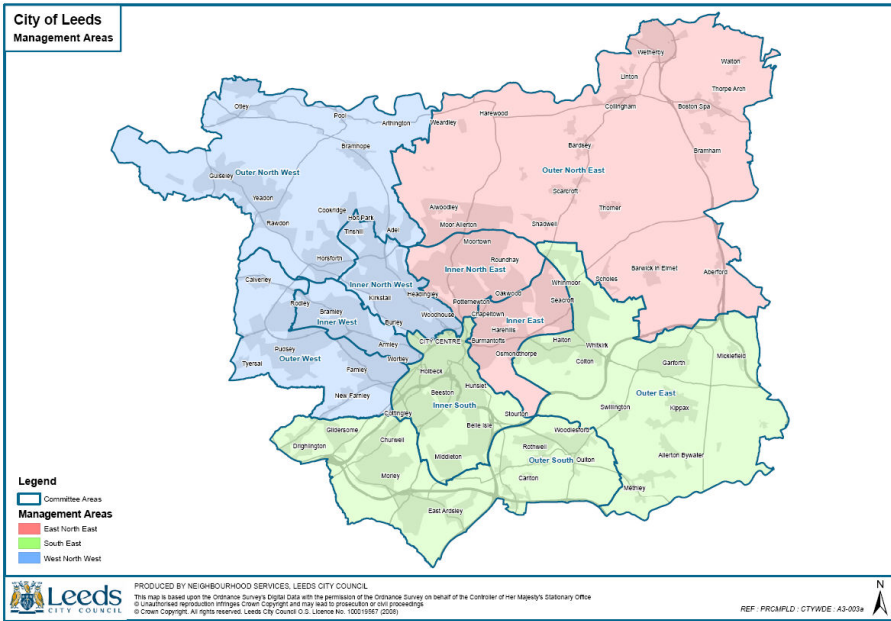 City of Leeds
Management Areas
Wetherby
Walton
Linton
Thorpe Arch
Otley
Collingham
Boston Spa
Pool
Harewood
Arthington
Weardley
Bramhope
Bardsey
Bramham
Guiseley
Outer North West
Outer North East
Yeadon
Scarcroft
Cookridge
Alwoodley
Thorner
Rawdon
Holt Park
Moor Allerton
Shadwell
Tinshill
Adel
Moortown
Horsforth
Roundhay
Inner North East
Barwick In Elmet
Aberford
Calverley
Scholes
Whinmoor
Inner North West
Headingley
Oakwood
Kirkstall
Potternewton
Seacroft
Rodley
Bramley
Woodhouse
Chapeltown
Inner West
Burley
Inner East
Harehills
Armley
CITY CENTRE
Burmantofts
Halton
Whitkirk
Pudsey
Outer West
Wortley
Osmondthorpe
Colton
Micklefield
Tyersal
Farnley
Holbeck
Garforth
Hunslet
Beeston
Outer East
New Farnley
Inner South
Swillington
Kippax
Cottingley
Stourton
Gildersome
Belle Isle
Woodlesford
Drighlington
Churwell
Rothwell
Middleton
Outer South
Oulton
Allerton Bywater
Morley
Carlton
Methley
East Ardsley
Legend
Committee Areas
Management Areas
East North East
South East
West North West
Leeds
CITY COUNCIL
PRODUCED BY NEIGHBOURHOOD SERVICES, LEEDS CITY COUNCIL
This map is based upon the Ordnance Survey's Digital Data with the permission of the Ordnance Survey on behalf of the Controller of Her Majesty's Stationary Office
© Unauthorised reproduction infringes Crown Copyright and may lead to prosecution or civil proceedings
© Crown Copyright. All rights reserved. Leeds City Council O.S. Licence No. 100019567 (2008)
REF : PRCMPLD : CTYWDE : A3-003a
N